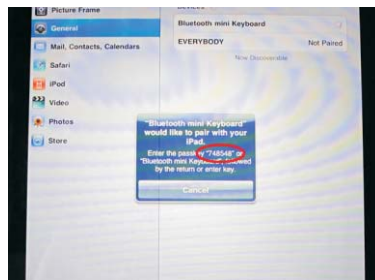 Picture Frame
General
Mail, Contacts, Calendars
Safari
iPod
Video
Photos
Store
Bluetooth mini Keyboard
EVERYBODY Not Paired
Now Discoverable
"Bluetooth mini Keyboard"
would like to pair with your
iPad.
Enter the passkey "748548" on
"Bluetooth mini Keyboard", followed
by the return or enter key.
Cancel